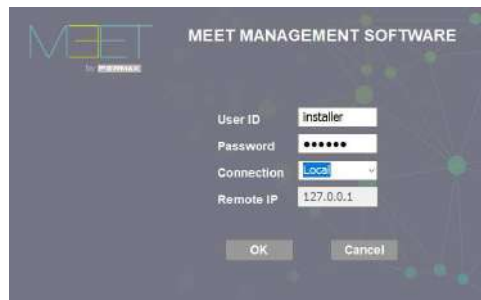 MEET
by FERMAX
MEET MANAGEMENT SOFTWARE
User ID installer
Password ●●●●●●
Connection Local
Remote IP 127.0.0.1
OK Cancel